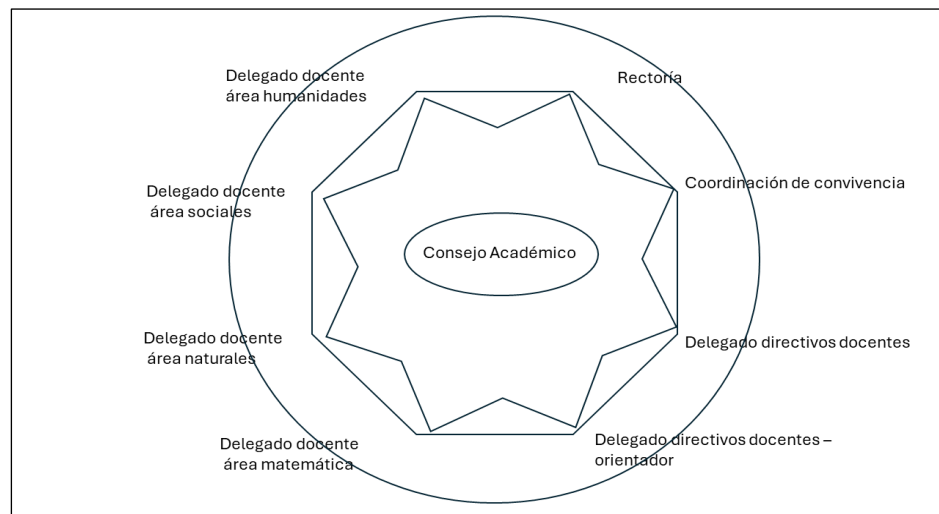 Delegado docente
área humanidades
Rectoría
Delegado docente
área sociales
Coordinación de convivencia
Consejo Académico
Delegado docente
área naturales
Delegado directivos docentes
Delegado docente
área matemática
Delegado directivos docentes –
orientador